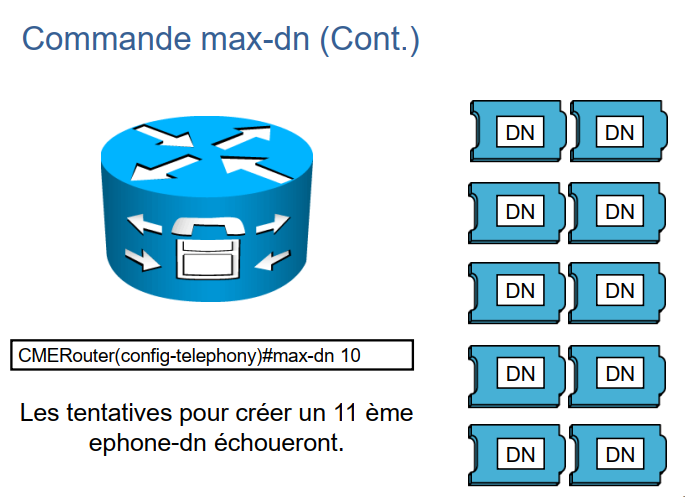 Commande max-dn (Cont.)
DN DN
DN DN
DN DN
CMERouter(config-telephony)#max-dn 10
DN DN
Les tentatives pour créer un 11 ème
ephone-dn échoueront.
DN DN